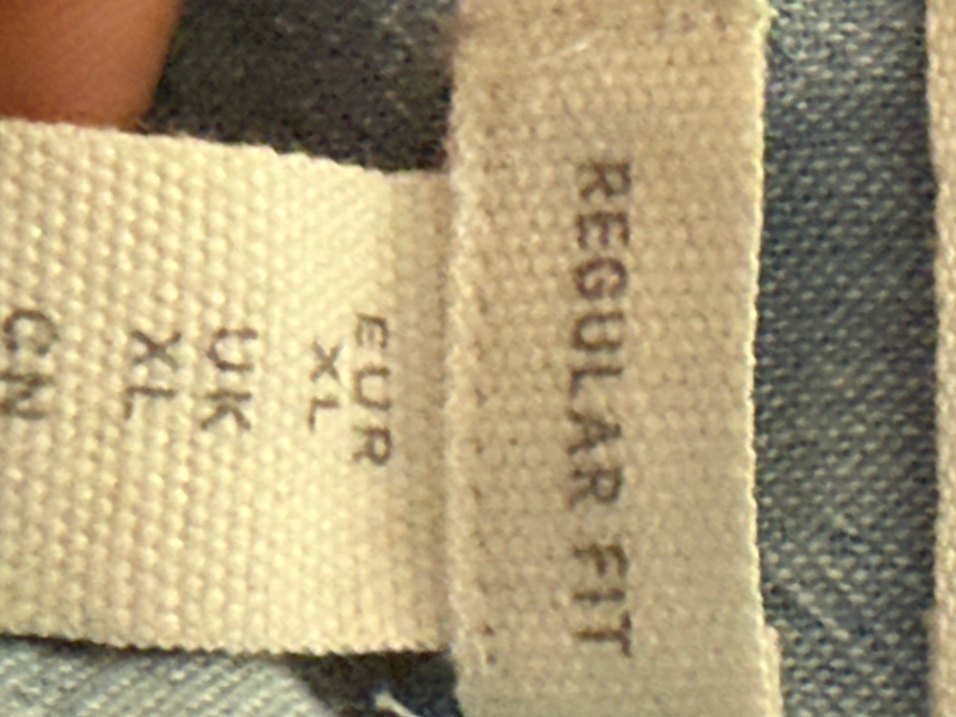 REGULAR FIT
EUR
XL
UK
XL
CN